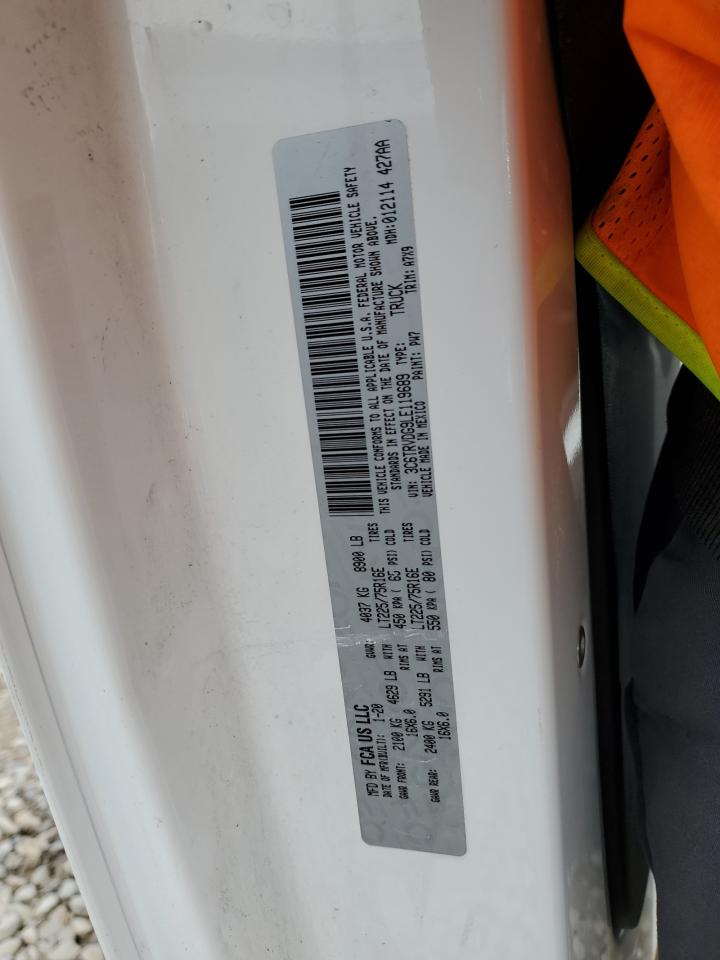 MFD BY FCA US LLC
DATE OF MFR(BUILT): 1-20 GVWR: 4037 KG 8900 LB
GAWR FRONT: 2100 KG 4629 LB WITH LT225/75R16E TIRES
16X6.0 RIMS AT 450 KPA ( 65 PSI) COLD
GAWR REAR: 2400 KG 5291 LB WITH LT225/75R16E TIRES
16X6.0 RIMS AT 550 KPA ( 80 PSI) COLD
THIS VEHICLE CONFORMS TO ALL APPLICABLE U.S.A. FEDERAL MOTOR VEHICLE SAFETY
STANDARDS IN EFFECT ON THE DATE OF MANUFACTURE SHOWN ABOVE.
VIN: 3C6TRVDG9LE119689 TYPE: TRUCK MDH:012114 427AA
VEHICLE MADE IN MEXICO PAINT: PW7 TRIM: A7X9